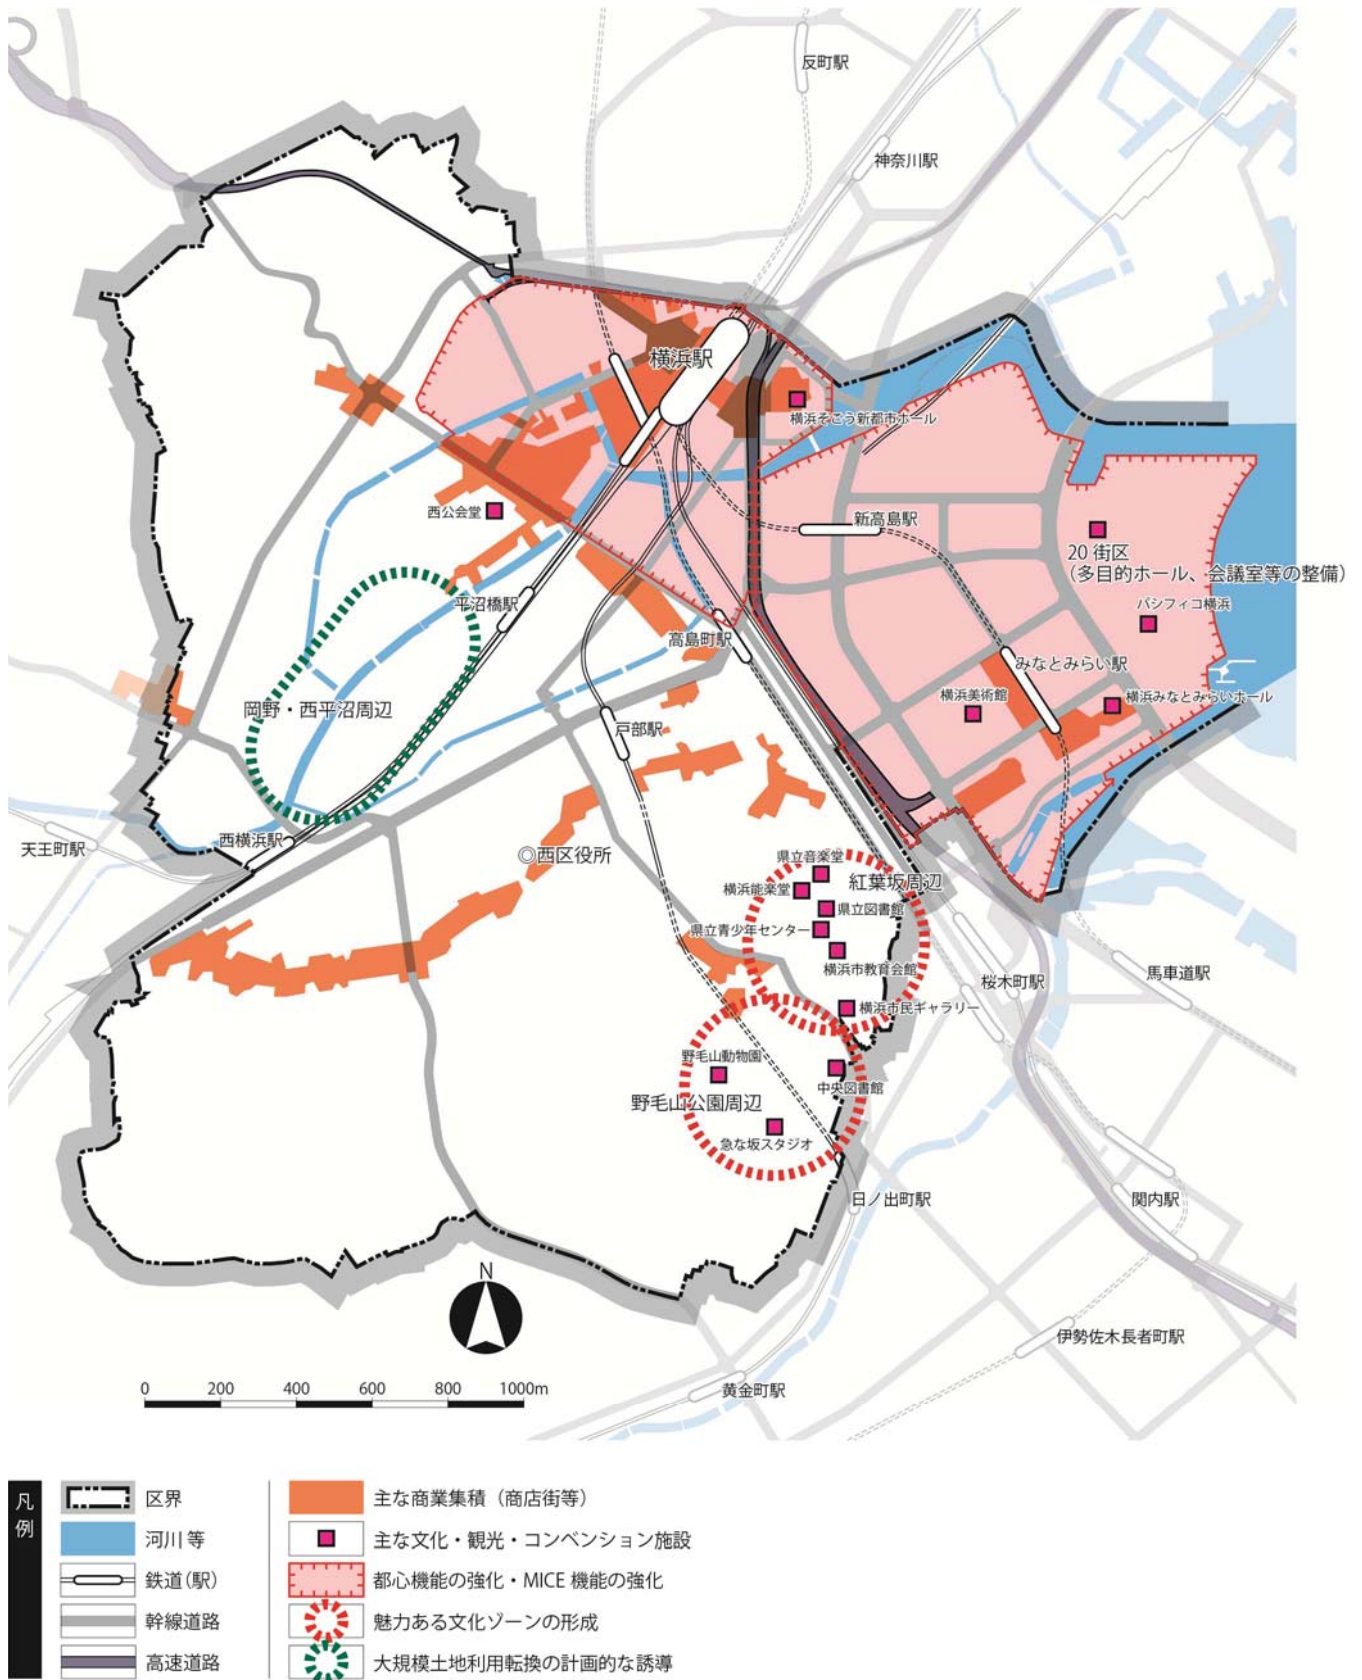 反町駅
神奈川駅
横浜駅
横浜そごう新都市ホール
西公会堂
新高島駅
20 街区
(多目的ホール、会議室等の整備)
平沼橋駅
パシフィコ横浜
高島町駅
みなとみらい駅
横浜美術館
横浜みなとみらいホール
岡野・西平沼周辺
戸部駅
西横浜駅
天王町駅
◎西区役所
県立音楽堂
紅葉坂周辺
横浜能楽堂
県立図書館
県立青少年センター
横浜市教育会館
桜木町駅
馬車道駅
横浜市民ギャラリー
野毛山動物園
中央図書館
野毛山公園周辺
急な坂スタジオ
日ノ出町駅
関内駅
N
伊勢佐木長者町駅
黄金町駅
0 200 400 600 800 1000m
凡例
区界
河川等
鉄道(駅)
幹線道路
高速道路
主な商業集積(商店街等)
主な文化・観光・コンベンション施設
都心機能の強化・MICE 機能の強化
魅力ある文化ゾーンの形成
大規模土地利用転換の計画的な誘導